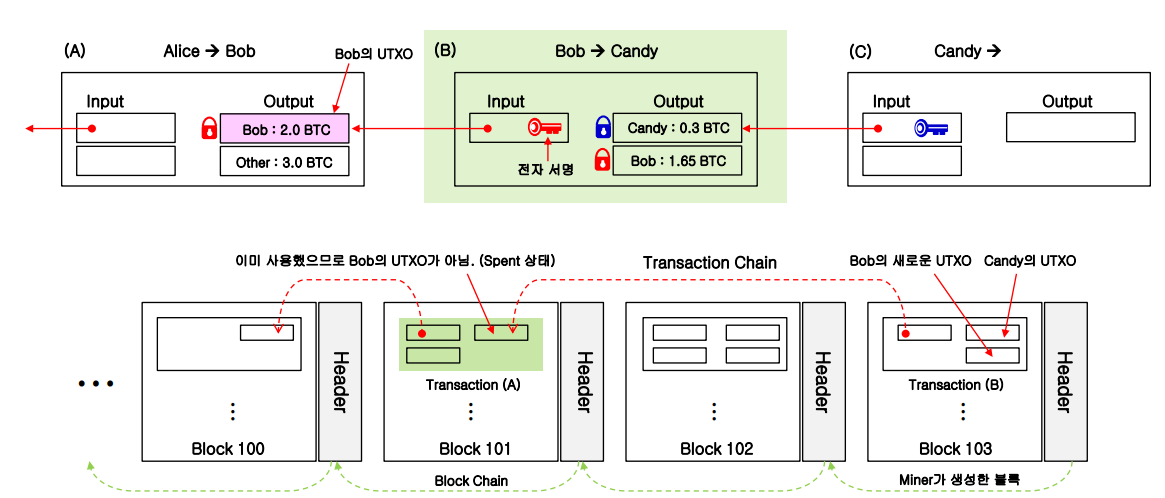 (A)
Alice → Bob
Bob의 UTXO
(B)
Bob → Candy
(C)
Candy →
Input
Output
Bob : 2.0 BTC
Other : 3.0 BTC
Input
Output
전자 서명
Candy : 0.3 BTC
Bob : 1.65 BTC
Input
Output
이미 사용했으므로 Bob의 UTXO가 아님. (Spent 상태)
Transaction Chain
Bob의 새로운 UTXO
Candy의 UTXO
• • •
⋮
Block 100
Header
Transaction (A)
⋮
Block 101
Header
⋮
Block 102
Header
Transaction (B)
⋮
Block 103
Header
Block Chain
Miner가 생성한 블록